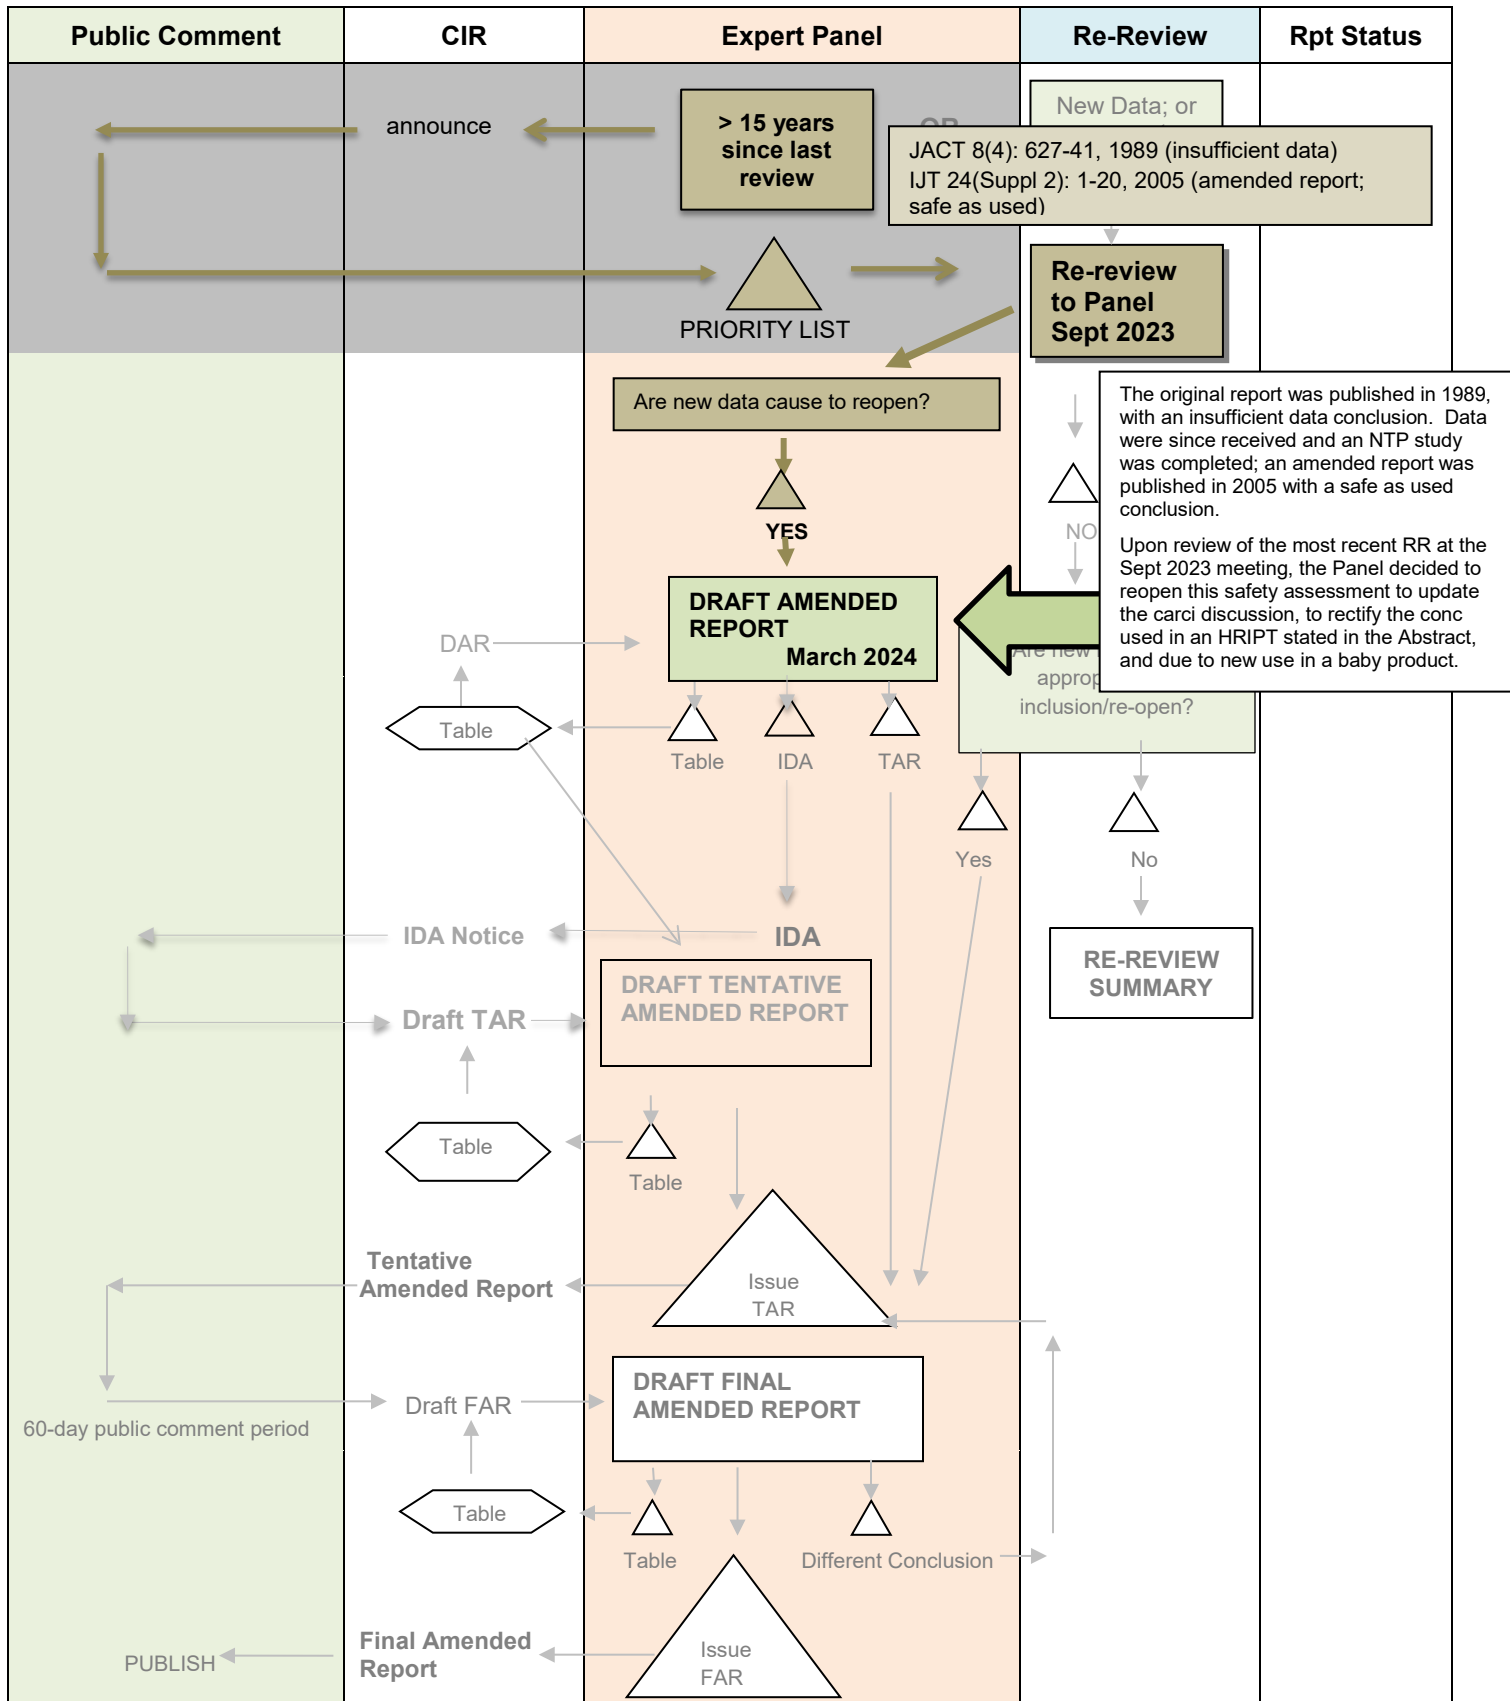 Public Comment
CIR
Expert Panel
Re-Review
Rpt Status
announce
> 15 years
since last
review
OR
New Data; or
JACT 8(4): 627-41, 1989 (insufficient data)
IJT 24(Suppl 2): 1-20, 2005 (amended report;
safe as used)
PRIORITY LIST
Re-review
to Panel
Sept 2023
Are new data cause to reopen?
YES
NO
The original report was published in 1989,
with an insufficient data conclusion. Data
were since received and an NTP study
was completed; an amended report was
published in 2005 with a safe as used
conclusion.
Upon review of the most recent RR at the
Sept 2023 meeting, the Panel decided to
reopen this safety assessment to update
the carci discussion, to rectify the conc
used in an HRIPT stated in the Abstract,
and due to new use in a baby product.
DAR
DRAFT AMENDED
REPORT
March 2024
Are new
inclusion/re-open?
Table
Table
IDA
TAR
Yes
No
IDA Notice
IDA
RE-REVIEW
SUMMARY
DRAFT TENTATIVE
AMENDED REPORT
Draft TAR
Table
Table
Tentative
Amended Report
Issue
TAR
60-day public comment period
Draft FAR
DRAFT FINAL
AMENDED REPORT
Table
Table
Different Conclusion
PUBLISH
Final Amended
Report
Issue
FAR